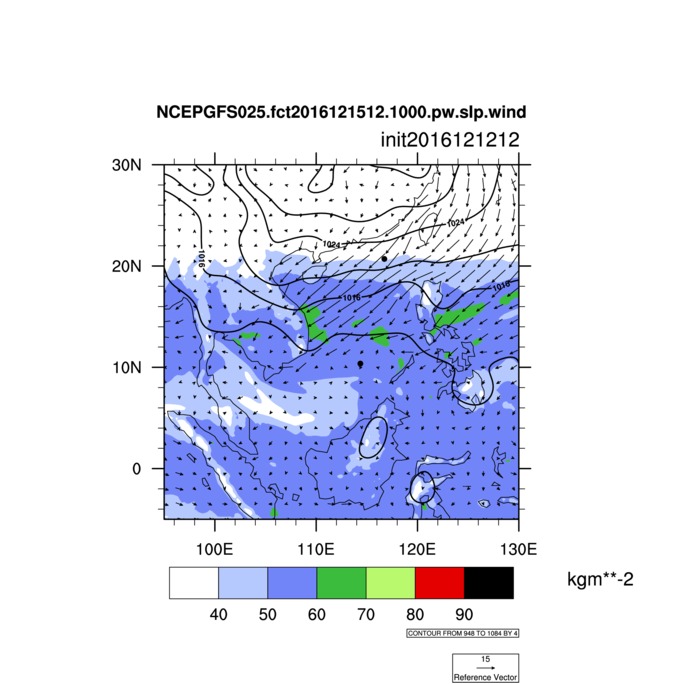 NCEPGFS025.fct2016121512.1000.pw.slp.wind
init2016121212
30N
1024
1024
1016
20N
1016
1016
10N
0
100E
110E
120E
130E
kgm**-2
40
50
60
70
80
90
CONTOUR FROM 948 TO 1084 BY 4
15
Reference Vector